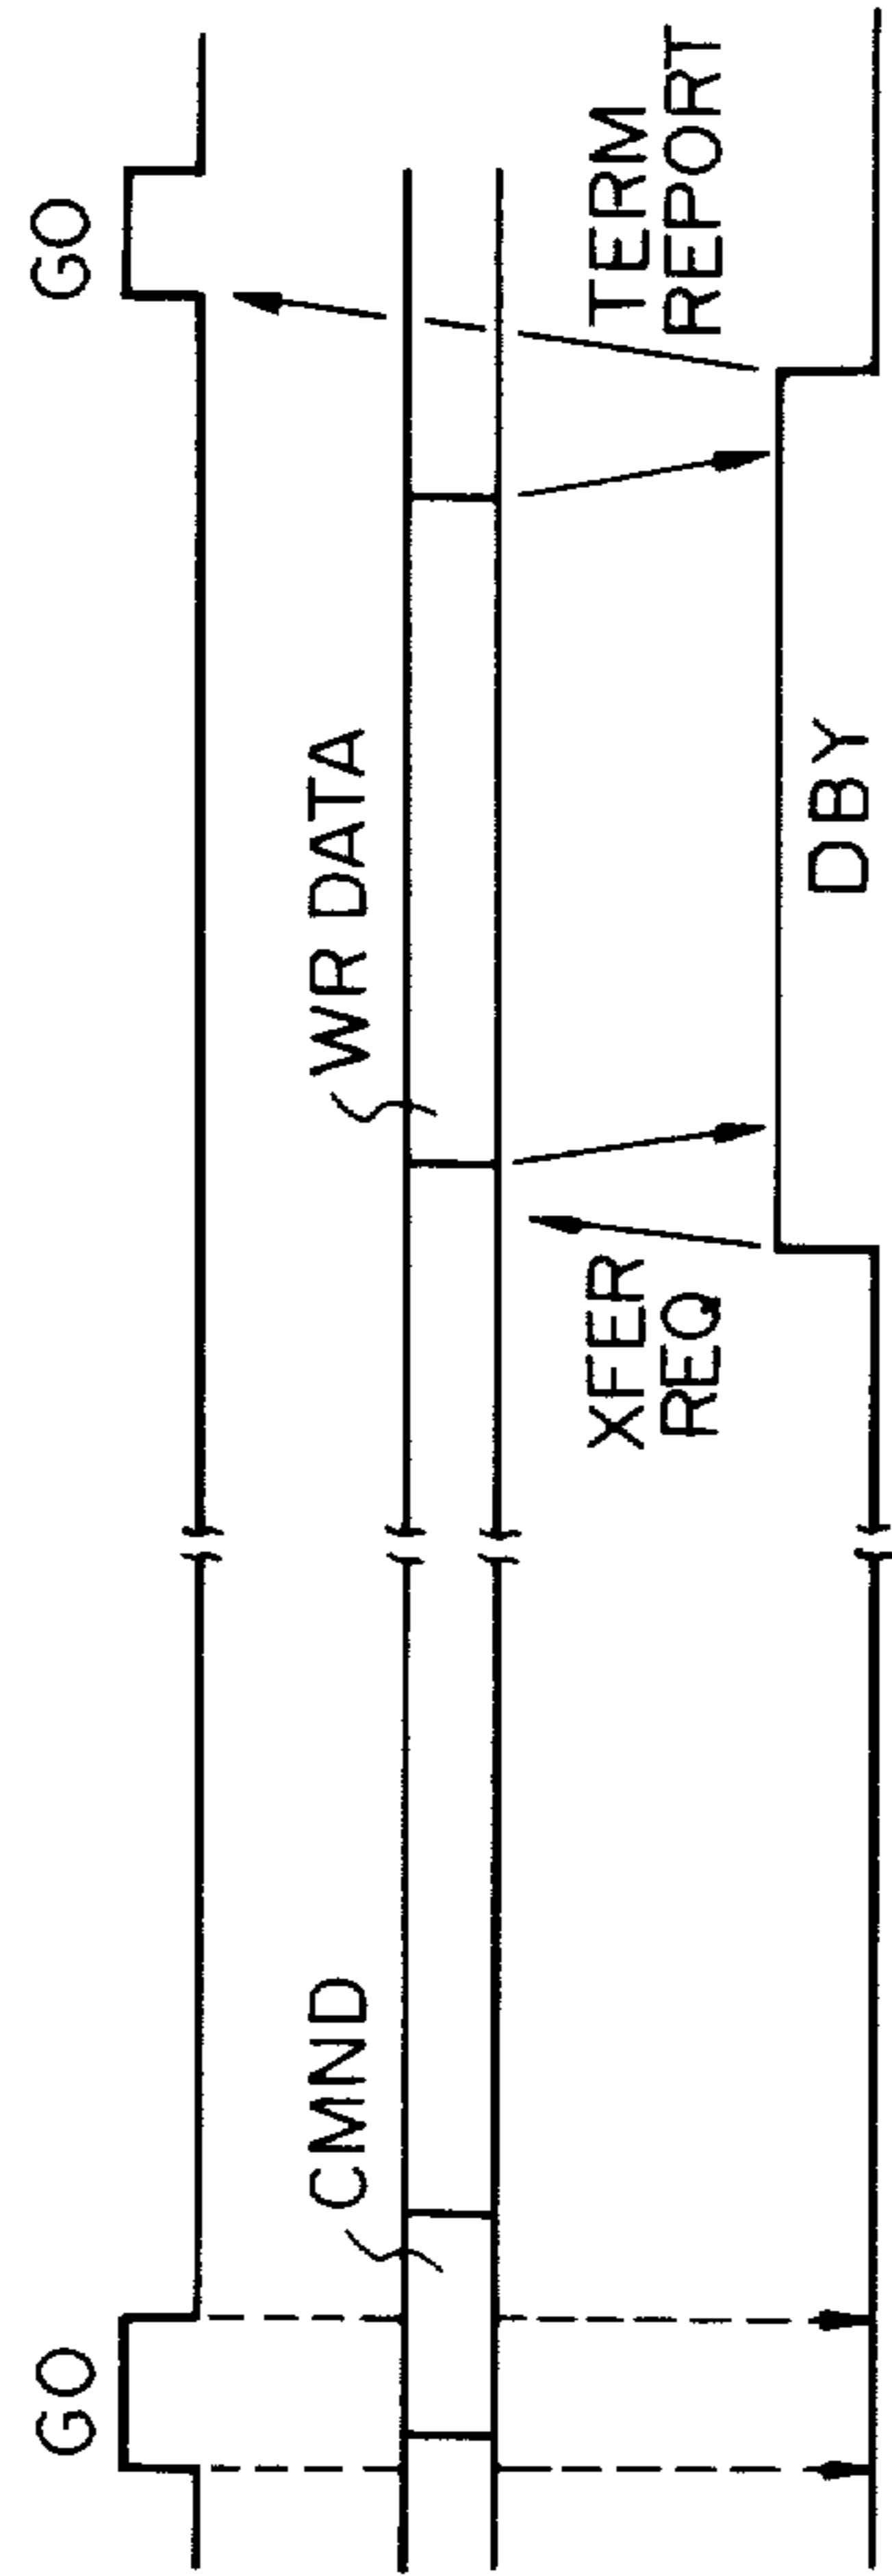 GO
GO
CMND
WR DATA
XFER
REQ
TERM
REPORT
DBY